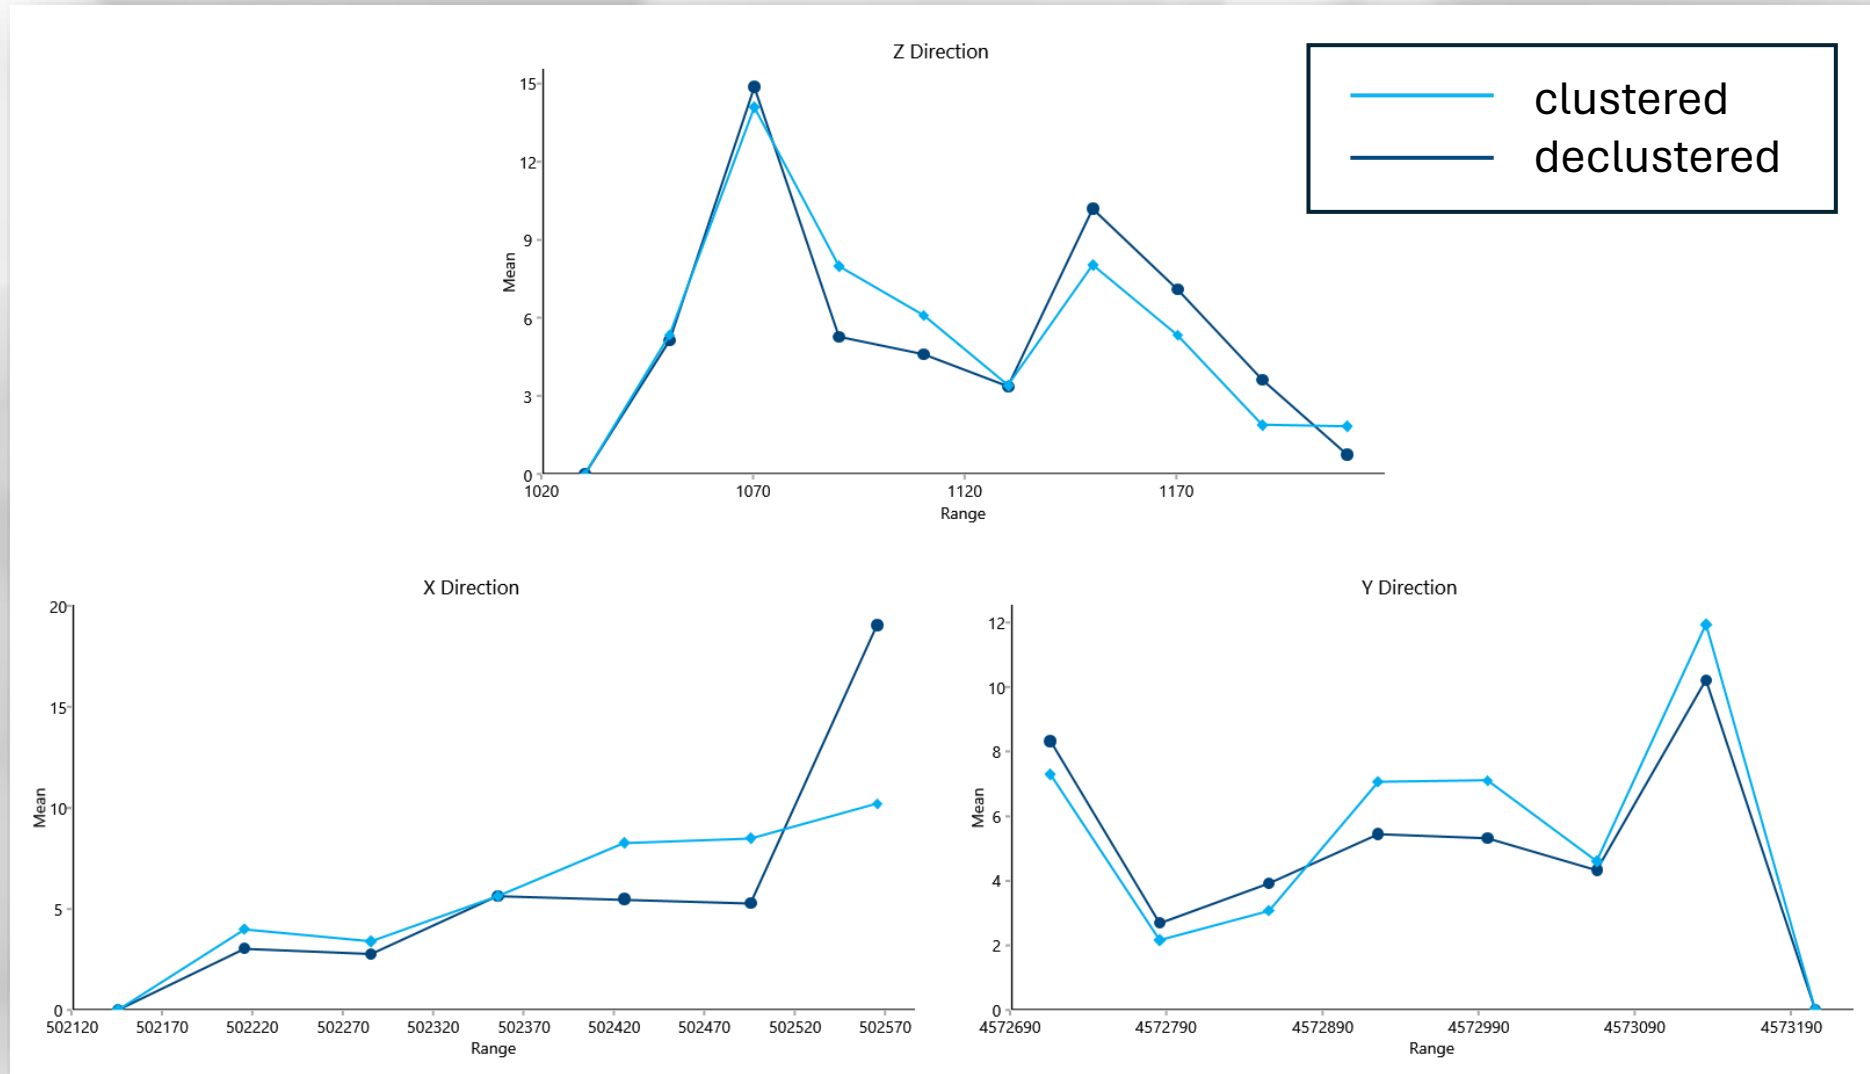 Z Direction
clustered
declustered
15
12
9
6
3
0
Mean
1020 1070 1120 1170
Range
X Direction
20
15
10
5
0
Mean
502120 502170 502220 502270 502320 502370 502420 502470 502520 502570
Range
Y Direction
12
10
8
6
4
2
0
Mean
4572690 4572790 4572890 4572990 4573090 4573190
Range